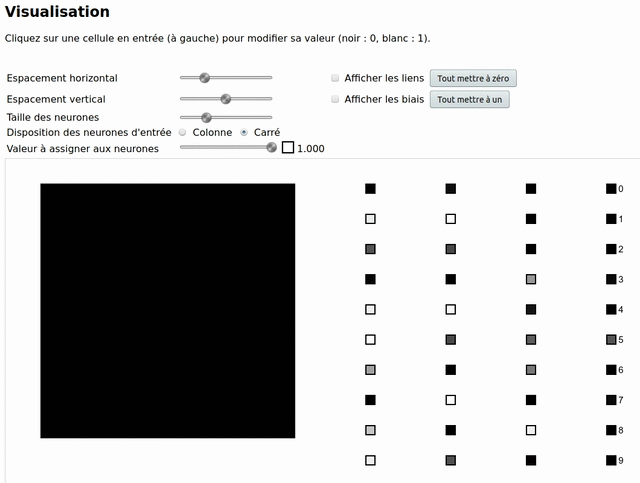 Visualisation
Cliquez sur une cellule en entrée (à gauche) pour modifier sa valeur (noir : 0, blanc : 1).
Espacement horizontal
Afficher les liens
Tout mettre à zéro
Espacement vertical
Afficher les biais
Tout mettre à un
Taille des neurones
Disposition des neurones d'entrée
Colonne
Carré
Valeur à assigner aux neurones
1.000
0
1
2
3
4
5
6
7
8
9